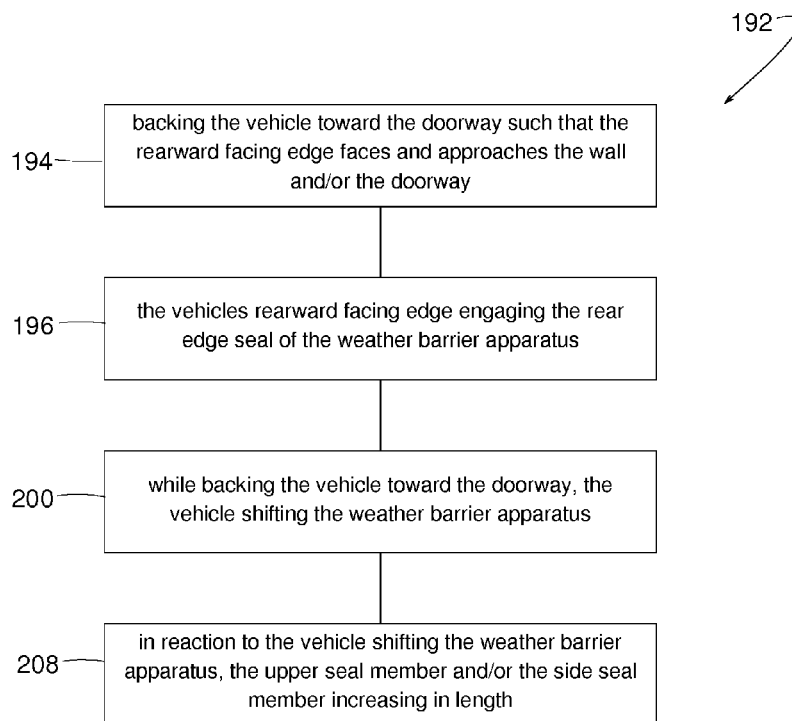 192
194
backing the vehicle toward the doorway such that the
rearward facing edge faces and approaches the wall
and/or the doorway
196
the vehicles rearward facing edge engaging the rear
edge seal of the weather barrier apparatus
200
while backing the vehicle toward the doorway, the
vehicle shifting the weather barrier apparatus
208
in reaction to the vehicle shifting the weather barrier
apparatus, the upper seal member and/or the side seal
member increasing in length